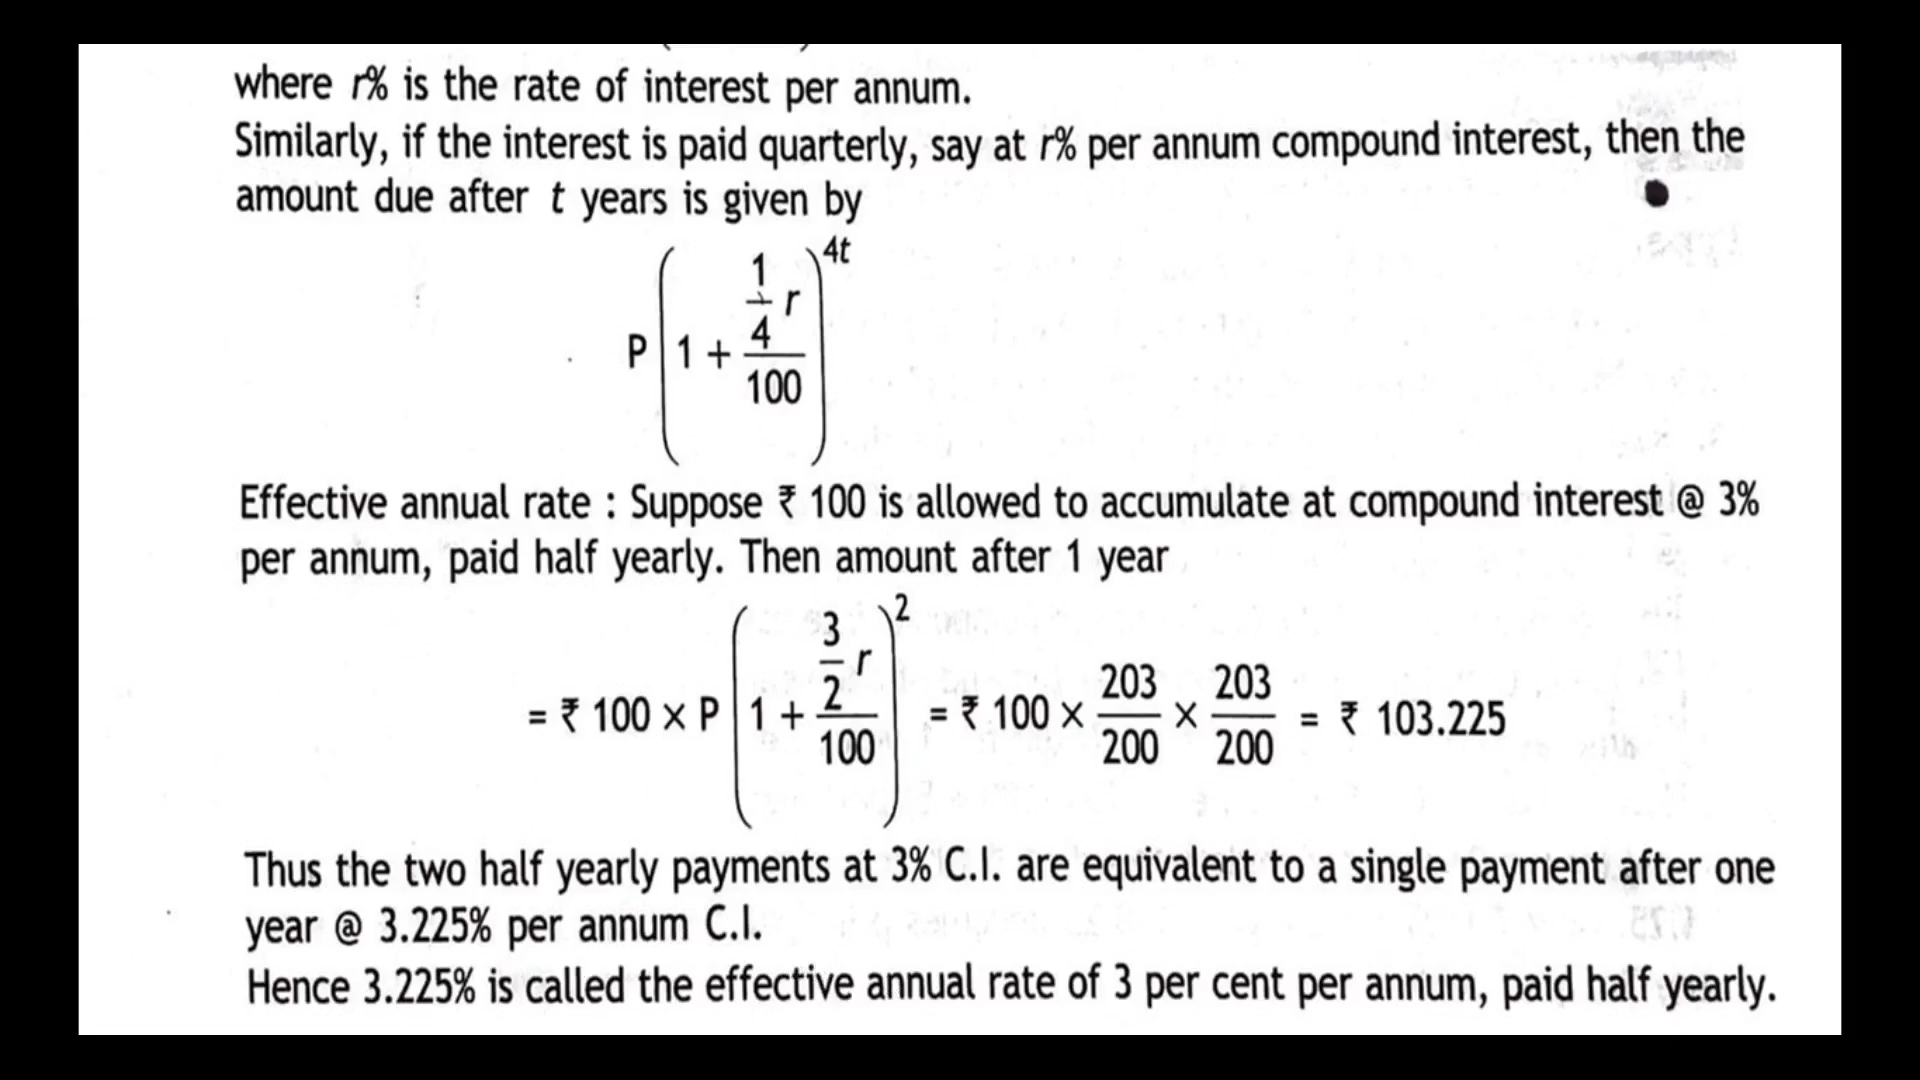 where r% is the rate of interest per annum.
Similarly, if the interest is paid quarterly, say at r% per annum compound interest, then the
amount due after t years is given by
P(1 + (1/4 r)/100)^4t
Effective annual rate : Suppose ₹ 100 is allowed to accumulate at compound interest @ 3%
per annum, paid half yearly. Then amount after 1 year
= ₹ 100 × P(1 + (3/2 r)/100)^2 = ₹ 100 × 203/200 × 203/200 = ₹ 103.225
Thus the two half yearly payments at 3% C.I. are equivalent to a single payment after one
year @ 3.225% per annum C.I.
Hence 3.225% is called the effective annual rate of 3 per cent per annum, paid half yearly.